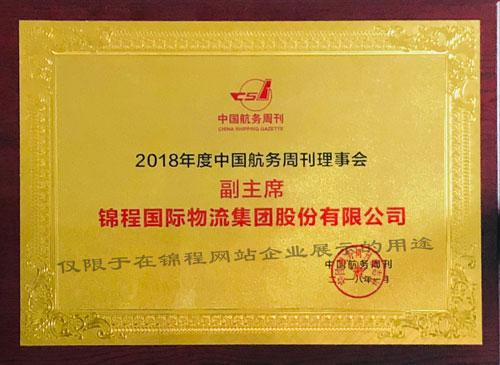 CSG
中国航务周刊
CHINA SHIPPING GAZETTE
2018年度中国航务周刊理事会
副主席
锦程国际物流集团股份有限公司
仅限于在锦程网站企业展示的用途
中国航务周刊